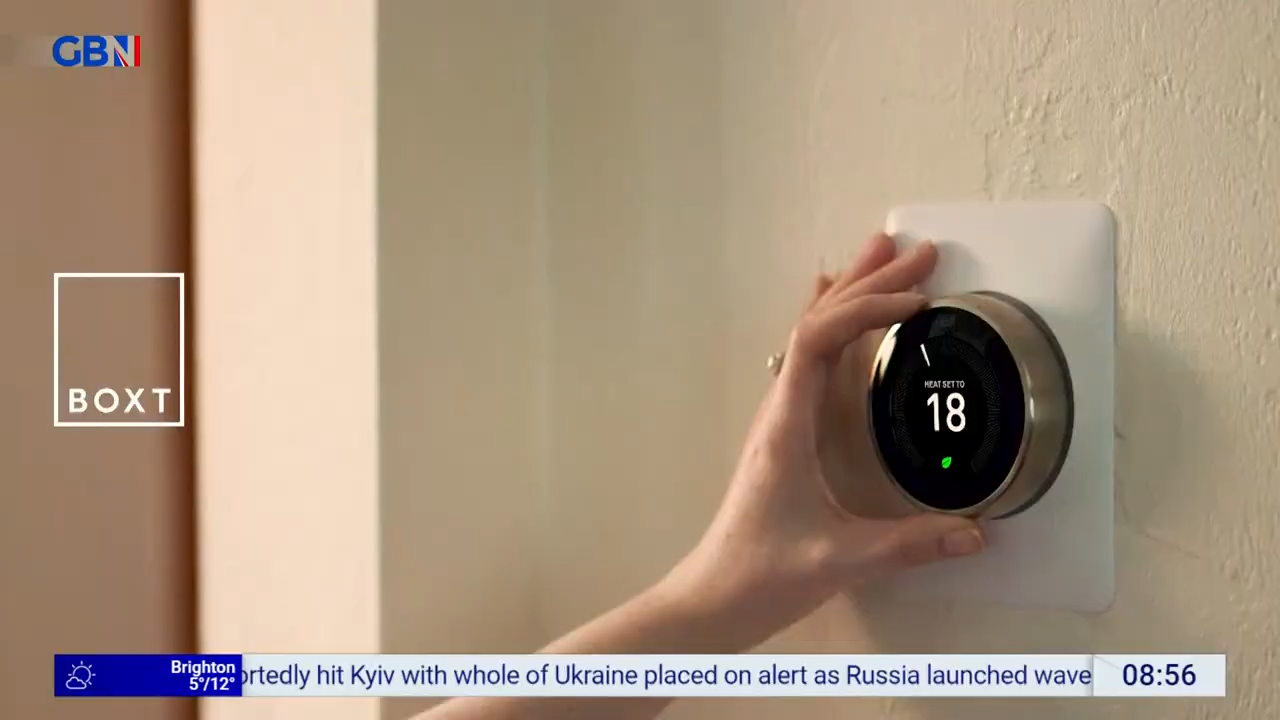 GBN
BOXT
HEAT SET TO
18
Brighton
5°/12°
ortedly hit Kyiv with whole of Ukraine placed on alert as Russia launched wave
08:56